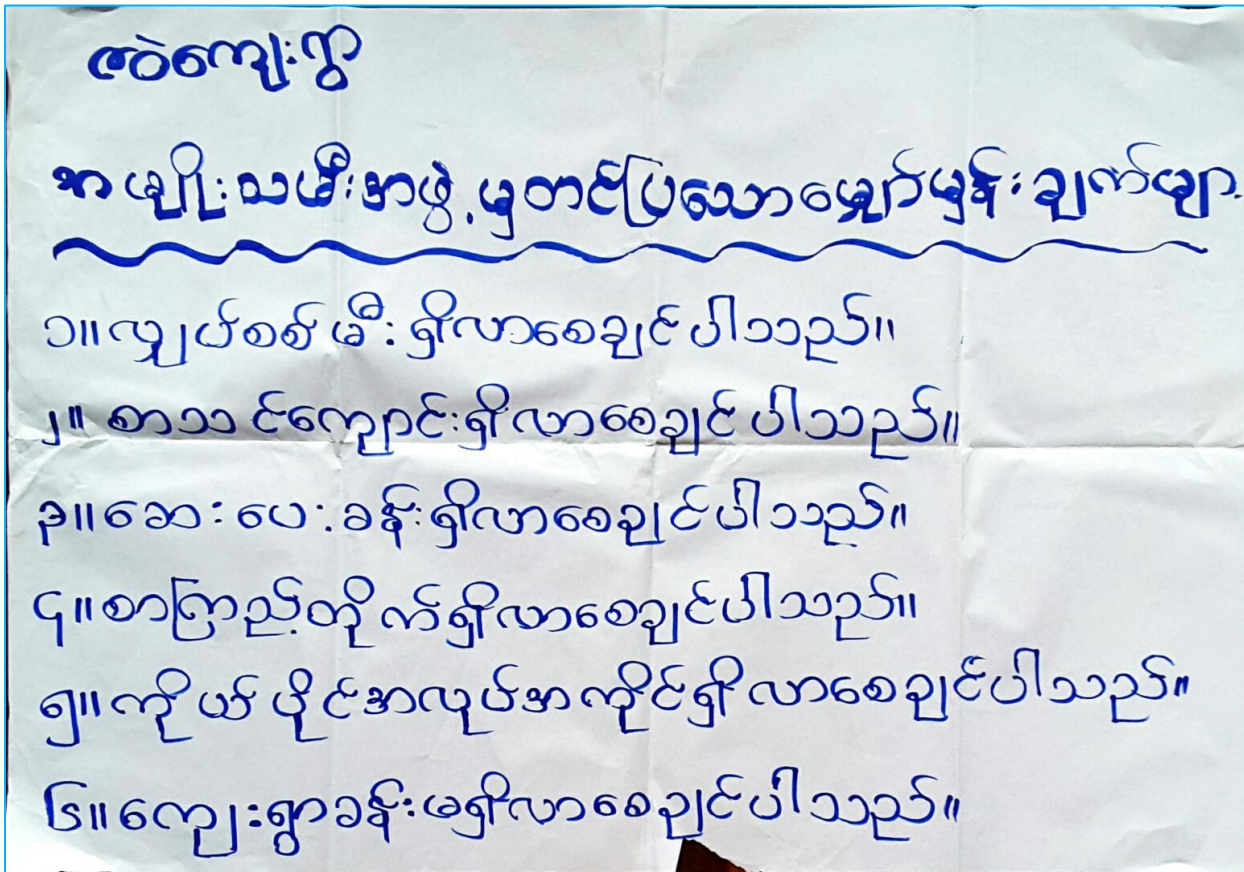 ဇဝဲကျေးရွာ
အမျိုးသမီးအဖွဲ့မှတင်ပြသောမျှော်မှန်းချက်များ
၁။လျှပ်စစ်မီးရှိလာစေချင်ပါသည်။
၂။စာသင်ကျောင်းရှိလာစေချင်ပါသည်။
၃။ဆေးပေးခန်းရှိလာစေချင်ပါသည်။
၄။စာကြည့်တိုက်ရှိလာစေချင်ပါသည်။
၅။ကိုယ်ပိုင်အလုပ်အကိုင်ရှိလာစေချင်ပါသည်။
၆။ကျေးရွာခန်းမရှိလာစေချင်ပါသည်။